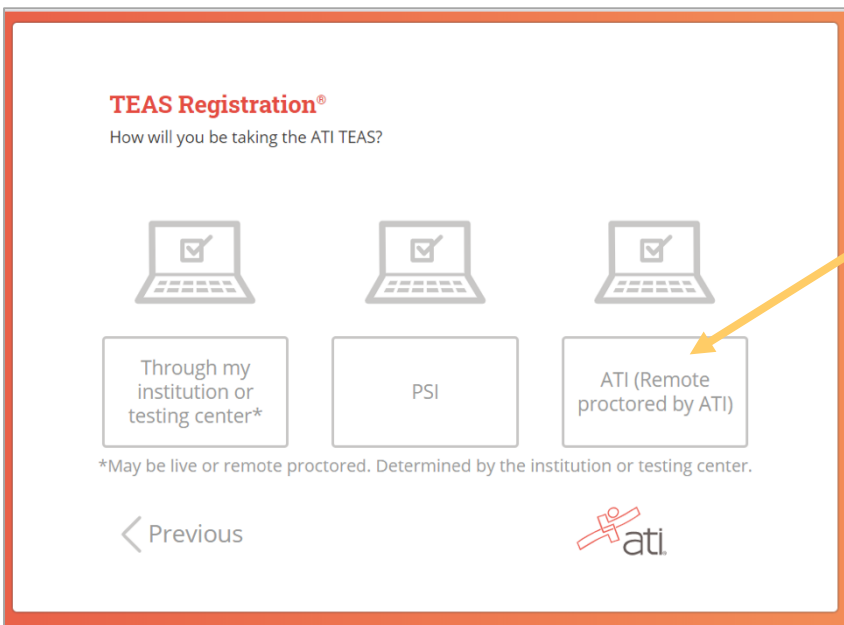 TEAS Registration®
How will you be taking the ATI TEAS?
Through my
institution or
testing center*
PSI
ATI (Remote
proctored by ATI)
*May be live or remote proctored. Determined by the institution or testing center.
Previous
ati